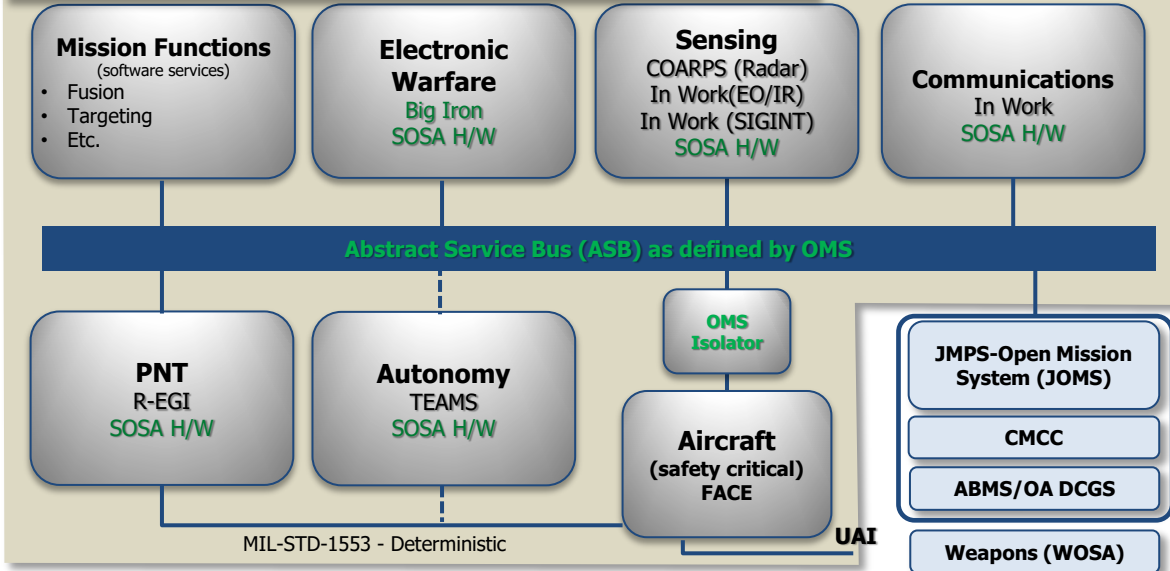 Mission Functions
(software services)
• Fusion
• Targeting
• Etc.
Electronic
Warfare
Big Iron
SOSA H/W
Sensing
COARPS (Radar)
In Work(EO/IR)
In Work (SIGINT)
SOSA H/W
Communications
In Work
SOSA H/W
Abstract Service Bus (ASB) as defined by OMS
PNT
R-EGI
SOSA H/W
Autonomy
TEAMS
SOSA H/W
OMS
Isolator
Aircraft
(safety critical)
FACE
JMPS-Open Mission
System (JOMS)
CMCC
ABMS/OA DCGS
MIL-STD-1553 - Deterministic
UAI
Weapons (WOSA)